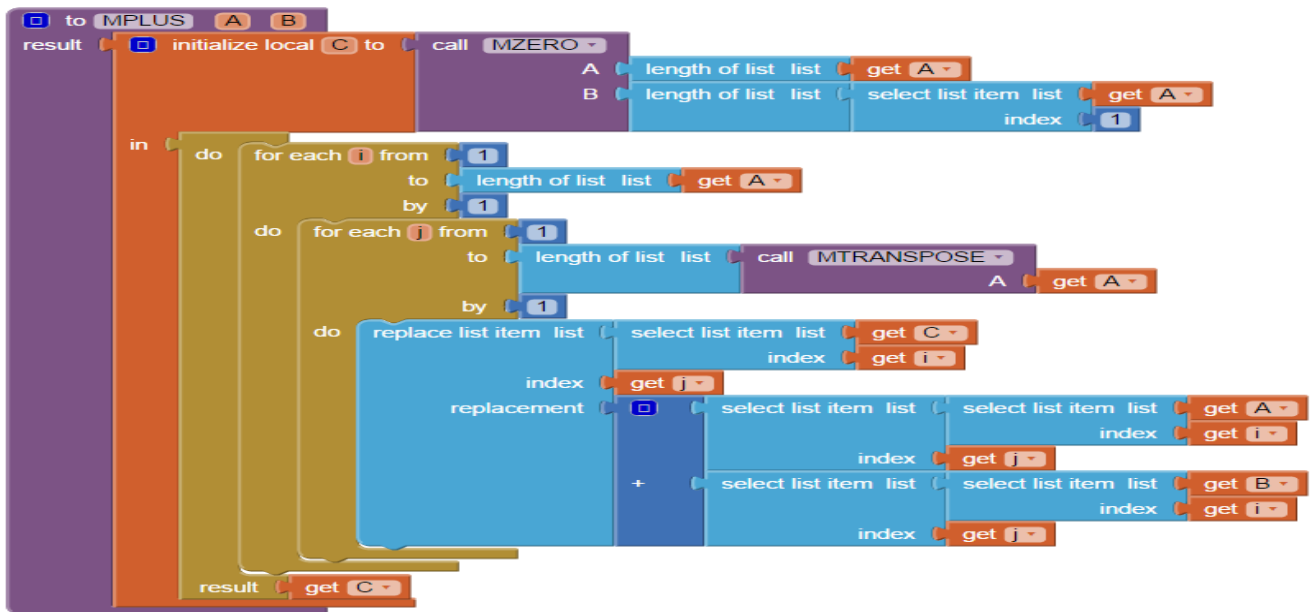 to MPLUS A B
result initialize local C to call MZERO
A length of list list get A
B length of list list select list item list get A
index 1
in do for each i from 1
to length of list list get A
by 1
do for each j from 1
to length of list list call MTRANSPOSE
A get A
by 1
do replace list item list select list item list get C
index get i
index get j
replacement select list item list select list item list get A
index get i
index get j
+ select list item list select list item list get B
index get i
index get j
result get C